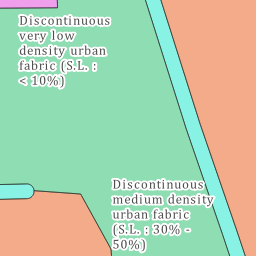 Discontinuous
very low
density urban
fabric (S.L. :
< 10%)
Discontinuous
medium density
urban fabric
(S.L. : 30% -
50%)